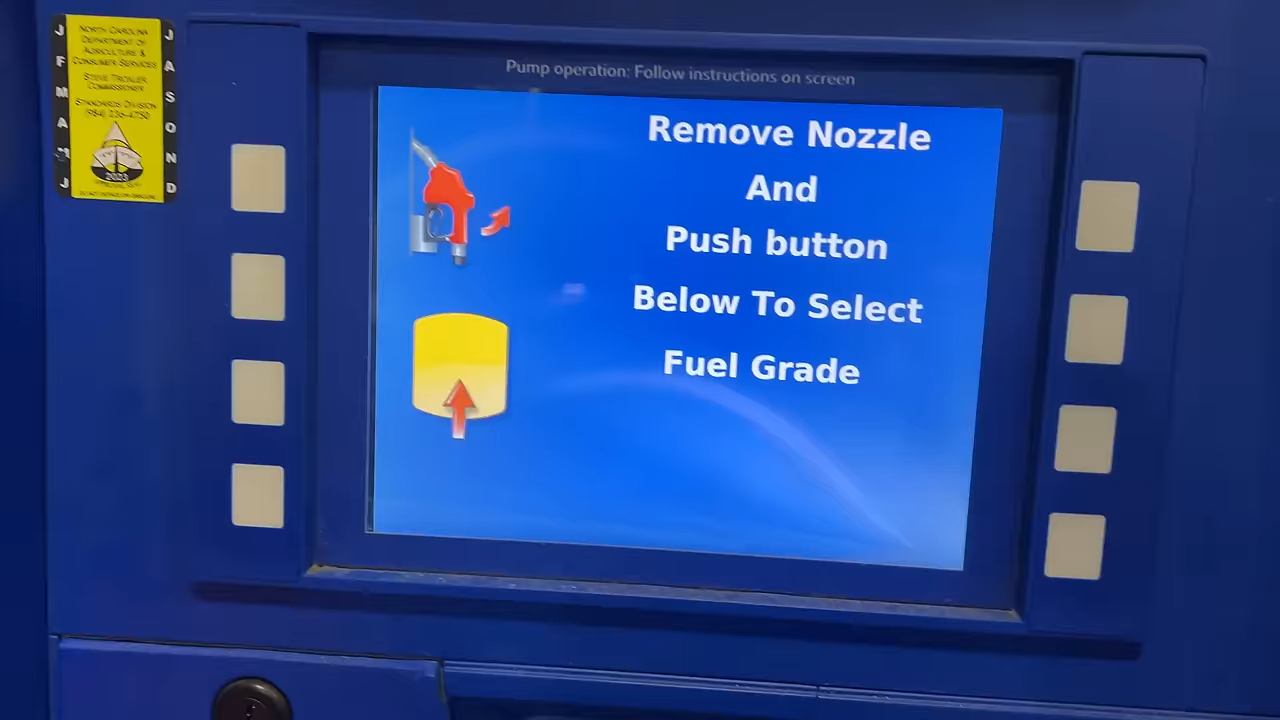 Pump operation: Follow instructions on screen
Remove Nozzle
And
Push button
Below To Select
Fuel Grade
NORTH CAROLINA
DEPARTMENT OF
AGRICULTURE &
CONSUMER SERVICES
STEVE TROXLER
COMMISSIONER
STANDARDS DIVISION
(984) 236-4750
2023
J
F
M
A
J
J
A
S
O
N
D